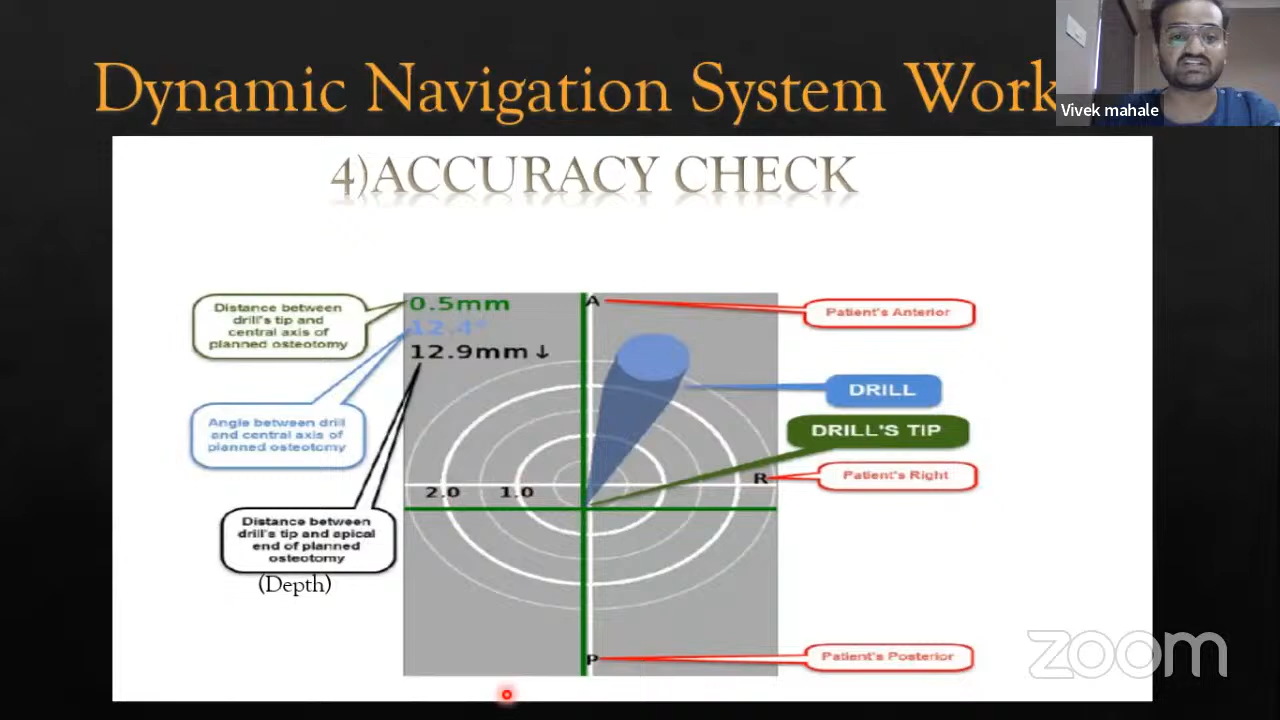 Dynamic Navigation System Work
Vivek mahale
4)ACCURACY CHECK
Distance between
drill's tip and
central axis of
planned osteotomy
0.5mm
12.4°
12.9mm↓
A
Patient's Anterior
DRILL
Angle between drill
and central axis of
planned osteotomy
DRILL'S TIP
R
Patient's Right
2.0 1.0
Distance between
drill's tip and apical
end of planned
osteotomy
(Depth)
P
Patient's Posterior
zoom